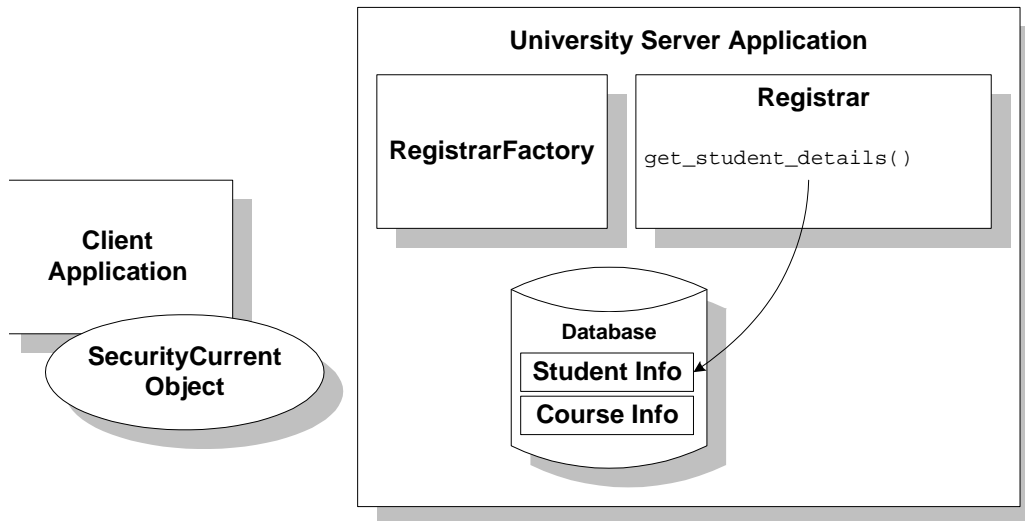 University Server Application
RegistrarFactory
Registrar
get_student_details()
Client
Application
SecurityCurrent
Object
Database
Student Info
Course Info